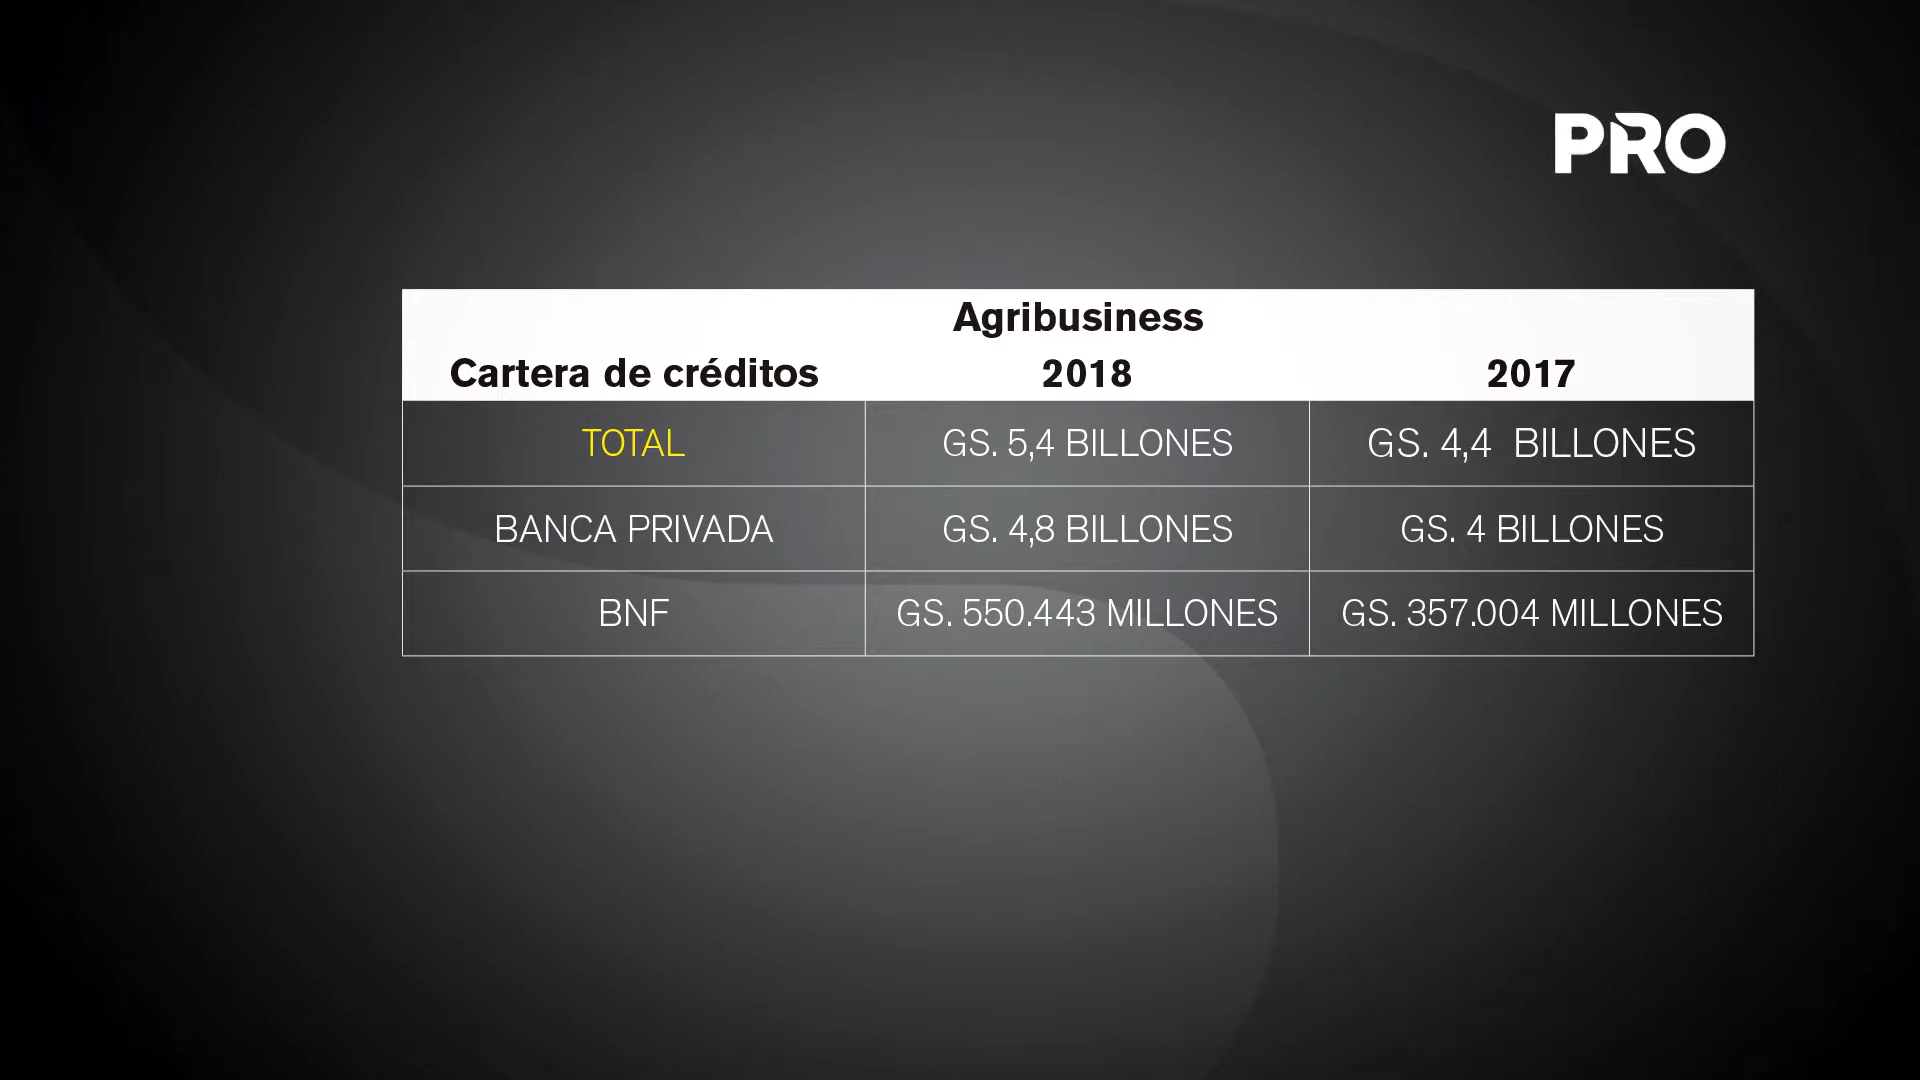 PRO
Agribusiness
Cartera de créditos 2018 2017
TOTAL GS. 5,4 BILLONES GS. 4,4 BILLONES
BANCA PRIVADA GS. 4,8 BILLONES GS. 4 BILLONES
BNF GS. 550.443 MILLONES GS. 357.004 MILLONES